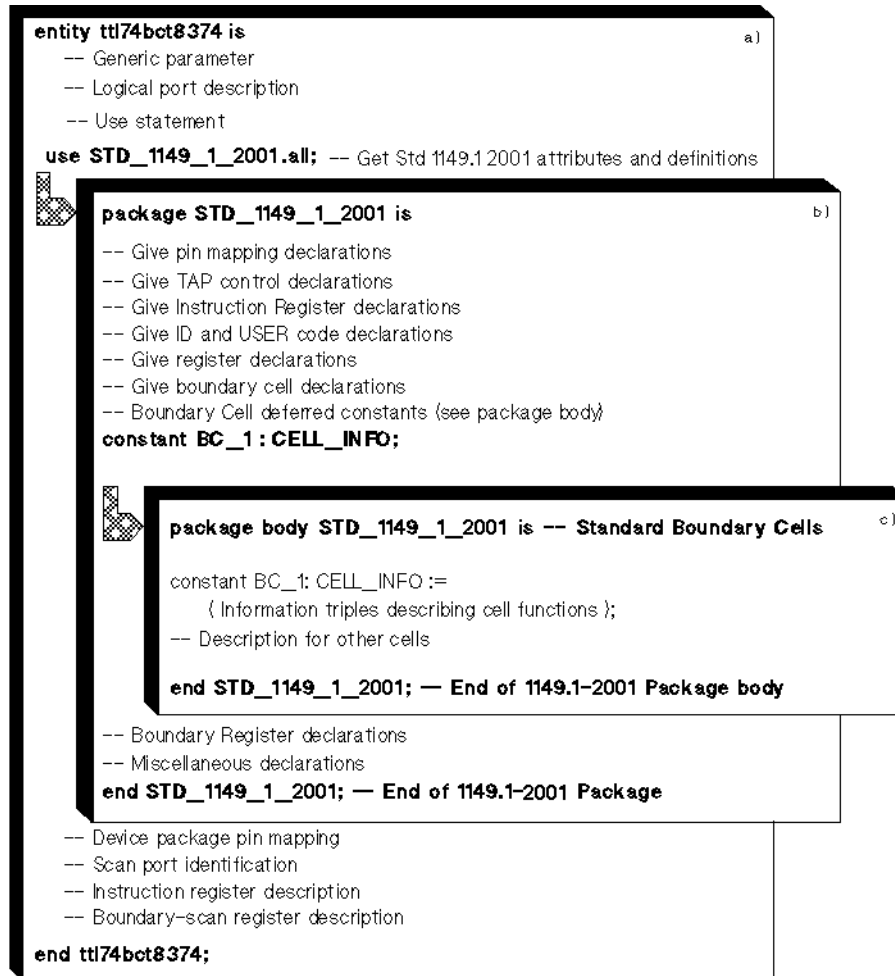 entity ttl74bct8374 is
a)
-- Generic parameter
-- Logical port description
-- Use statement
use STD_1149_1_2001.all; -- Get Std 1149.1 2001 attributes and definitions
package STD_1149_1_2001 is
b)
-- Give pin mapping declarations
-- Give TAP control declarations
-- Give Instruction Register declarations
-- Give ID and USER code declarations
-- Give register declarations
-- Give boundary cell declarations
-- Boundary Cell deferred constants (see package body)
constant BC_1 : CELL_INFO;
package body STD_1149_1_2001 is -- Standard Boundary Cells
c)
constant BC_1: CELL_INFO :=
( Information triples describing cell functions );
-- Description for other cells
end STD_1149_1_2001; — End of 1149.1-2001 Package body
-- Boundary Register declarations
-- Miscellaneous declarations
end STD_1149_1_2001; — End of 1149.1-2001 Package
-- Device package pin mapping
-- Scan port identification
-- Instruction register description
-- Boundary-scan register description
end ttl74bct8374;